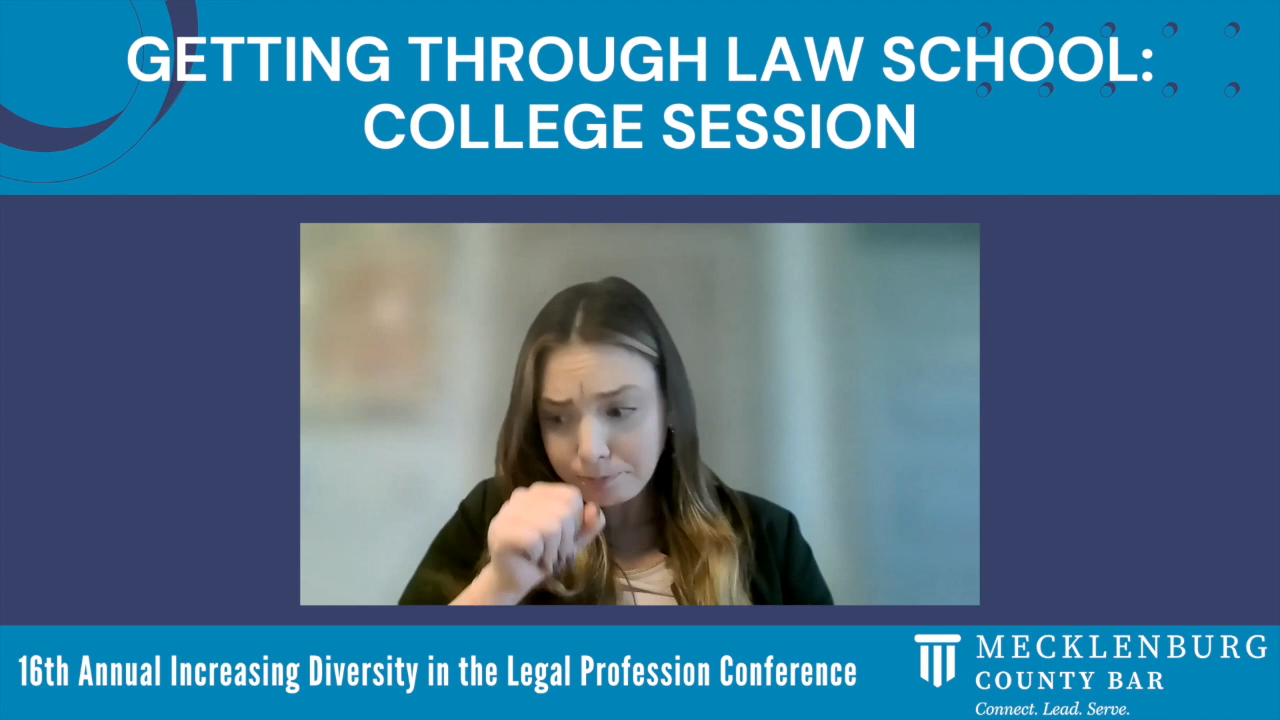 GETTING THROUGH LAW SCHOOL:
COLLEGE SESSION
16th Annual Increasing Diversity in the Legal Profession Conference
MECKLENBURG
COUNTY BAR
Connect. Lead. Serve.